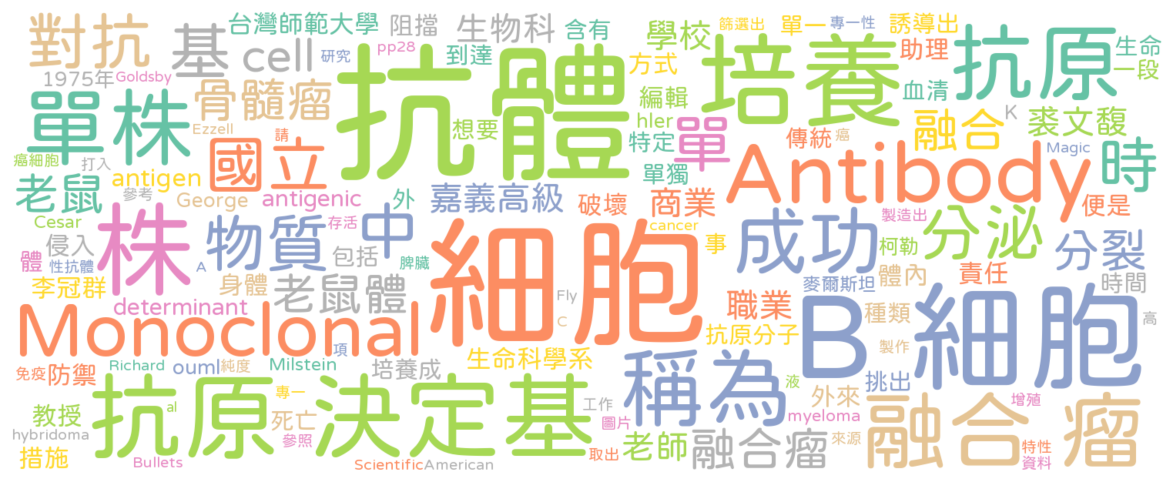 台灣師範大學 阻擋 生物科 含有 篩選出 單一 專一性 誘導出
對抗 基 cell pp28 研究 到達 學校 方式 助理 生命
1975年 Goldsby 抗體 培養 抗原 一段
單株 骨髓瘤 編輯 血清
Ezzell 想要 hler 特定 單 融合 K 裘文馥
癌細胞 打入 請 國立 單獨 傳統 癌 Magic
老鼠 antigen 參考 George antigenic 外 嘉義高級 破壞 商業 Antibody 時 便是
Cesar 株 存活 cancer 製造出
侵入 物質 中 細胞 事 成功 柯勒 分泌 分裂
體 性抗體 A 包括 脾臟
李冠群 身體 老鼠體 職業 麥爾斯坦 體內 責任 時間
determinant Fly
Monoclonal C 抗原分子 B細胞 種類 高
項 生命科學系 製作
免疫 防禦 Richard ouml 純度 Milstein 培養成 稱為 挑出
抗原決定基 專一 液 外來 增殖
教授 al 死亡 工作 圖片 myeloma 融合瘤
hybridoma 參照 老師 融合瘤 來源 特性
措施 Bullets Scientific American 取出 資料